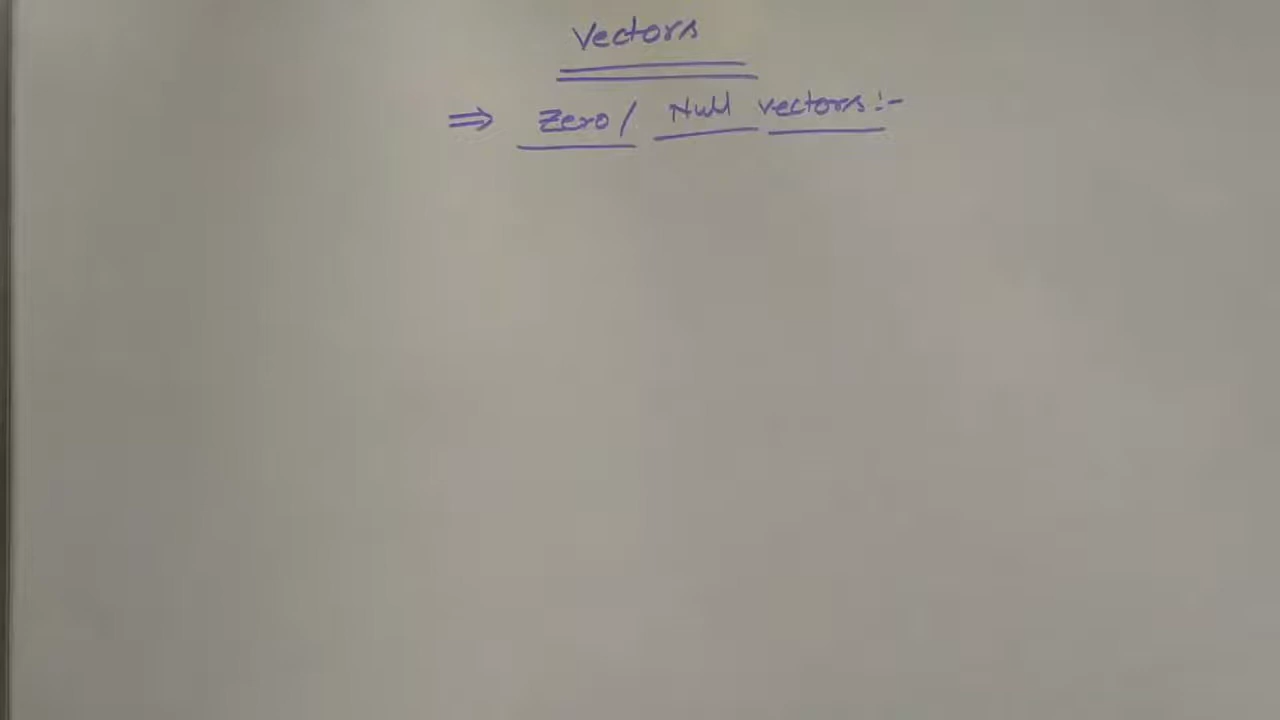 Vectors
⇒ Zero / Null vectors :-